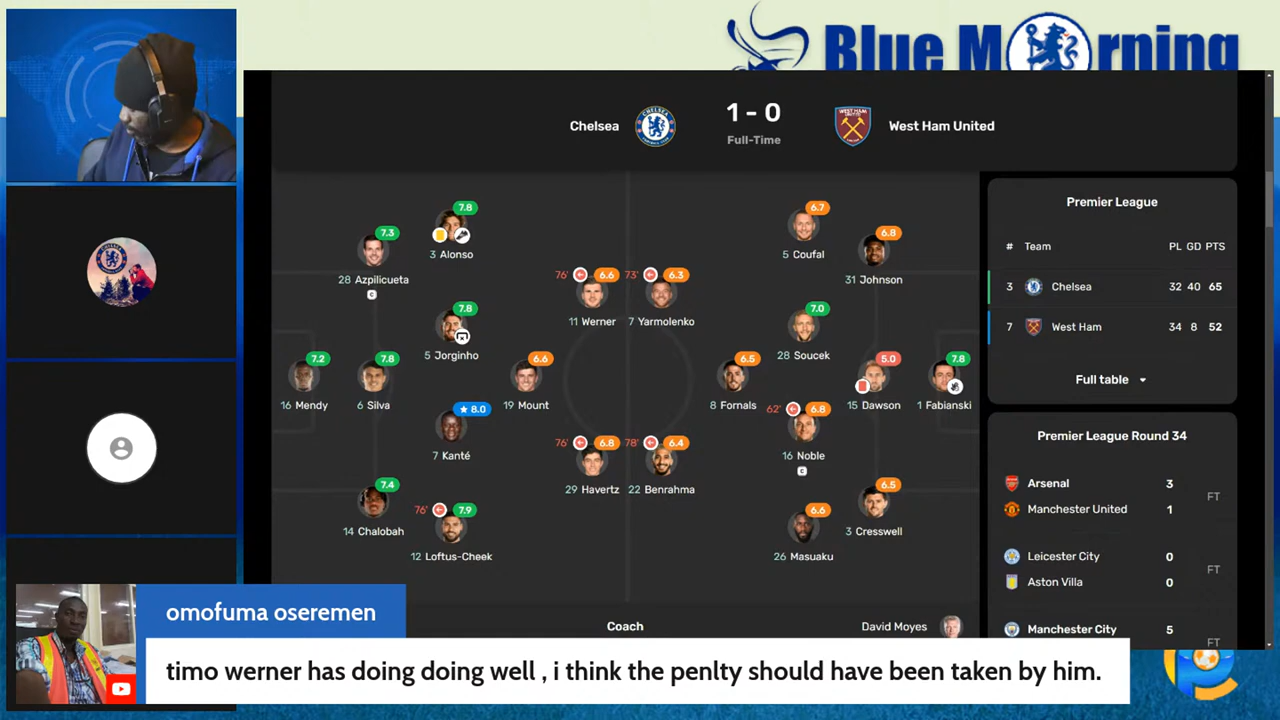 Blue M rning
Chelsea
1 - 0
Full-Time
West Ham United
7.8
3 Alonso
7.3
28 Azpilicueta
C
7.8
5 Jorginho
7.2
16 Mendy
7.8
6 Silva
8.0
7 Kanté
7.4
14 Chalobah
76'
7.9
12 Loftus-Cheek
6.6
19 Mount
76'
6.6
11 Werner
76'
6.8
29 Havertz
73'
6.3
7 Yarmolenko
78'
6.4
22 Benrahma
6.7
5 Coufal
6.8
31 Johnson
7.0
28 Soucek
6.5
8 Fornals
5.0
15 Dawson
7.8
1 Fabianski
62'
6.8
16 Noble
C
6.5
3 Cresswell
6.6
26 Masuaku
Coach
David Moyes
Premier League
# Team PL GD PTS
3 Chelsea 32 40 65
7 West Ham 34 8 52
Full table
Premier League Round 34
Arsenal 3
FT
Manchester United 1
Leicester City 0
FT
Aston Villa 0
Manchester City 5
FT
omofuma oseremen
timo werner has doing doing well , i think the penlty should have been taken by him.